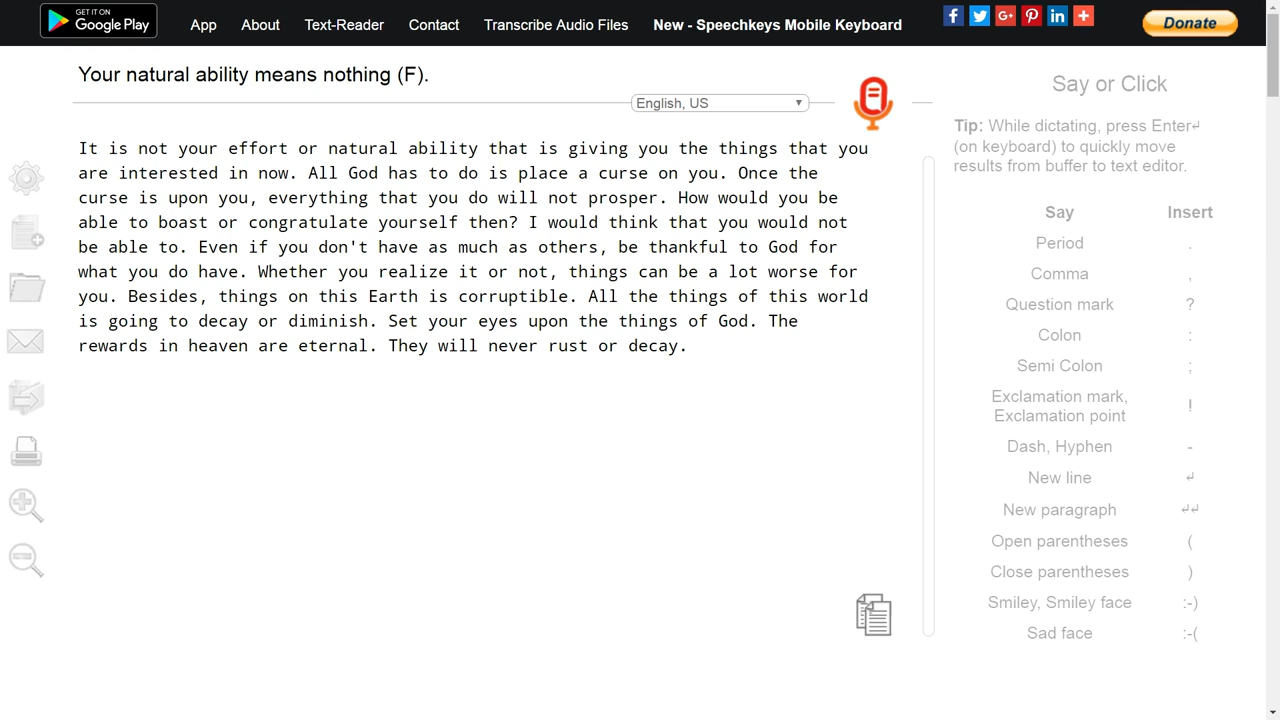 GET IT ON
Google Play
App About Text-Reader Contact Transcribe Audio Files New - Speechkeys Mobile Keyboard
Donate
Your natural ability means nothing (F).
English, US
It is not your effort or natural ability that is giving you the things that you
are interested in now. All God has to do is place a curse on you. Once the
curse is upon you, everything that you do will not prosper. How would you be
able to boast or congratulate yourself then? I would think that you would not
be able to. Even if you don't have as much as others, be thankful to God for
what you do have. Whether you realize it or not, things can be a lot worse for
you. Besides, things on this Earth is corruptible. All the things of this world
is going to decay or diminish. Set your eyes upon the things of God. The
rewards in heaven are eternal. They will never rust or decay.
Say or Click
Tip: While dictating, press Enter↵
(on keyboard) to quickly move
results from buffer to text editor.
Say Insert
Period .
Comma ,
Question mark ?
Colon :
Semi Colon ;
Exclamation mark,
Exclamation point !
Dash, Hyphen -
New line ↵
New paragraph ↵↵
Open parentheses (
Close parentheses )
Smiley, Smiley face :-)
Sad face :-(